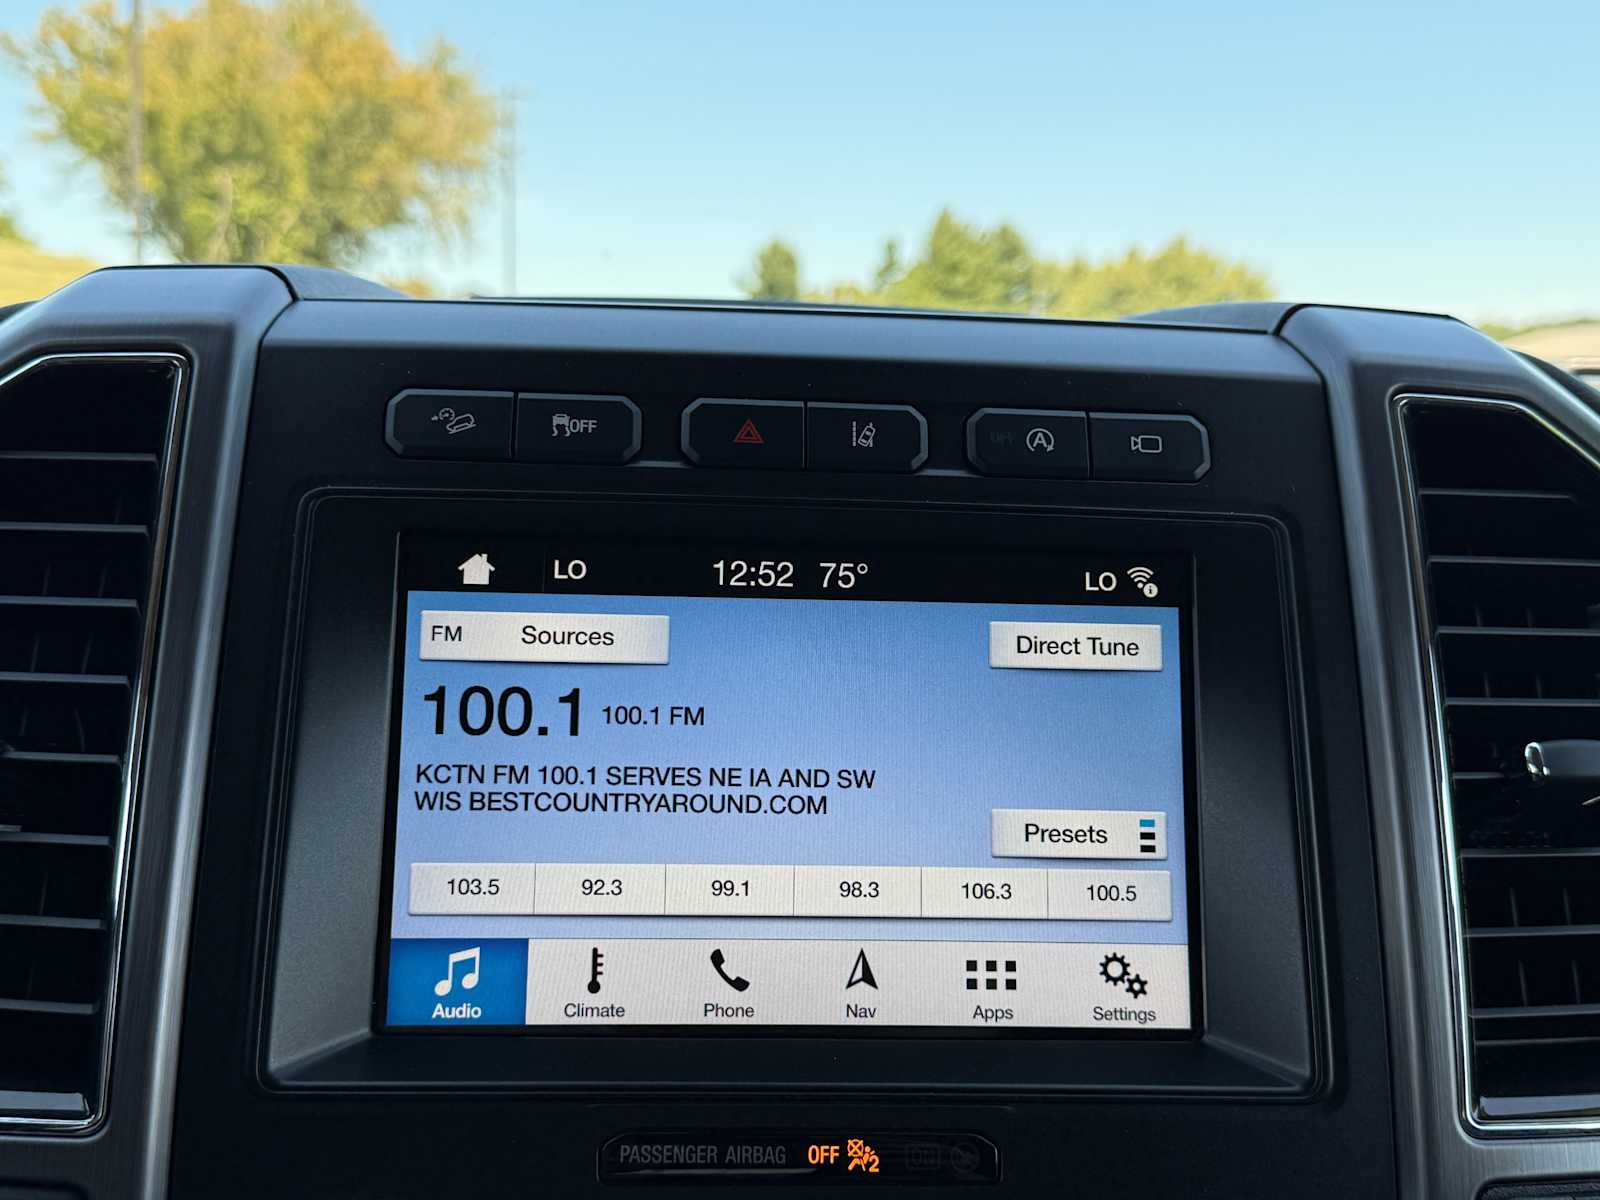 OFF
LO 12:52 75° LO
FM Sources
Direct Tune
100.1 100.1 FM
KCTN FM 100.1 SERVES NE IA AND SW
WIS BESTCOUNTRYAROUND.COM
Presets
103.5 92.3 99.1 98.3 106.3 100.5
Audio Climate Phone Nav Apps Settings
PASSENGER AIRBAG OFF 2 ON